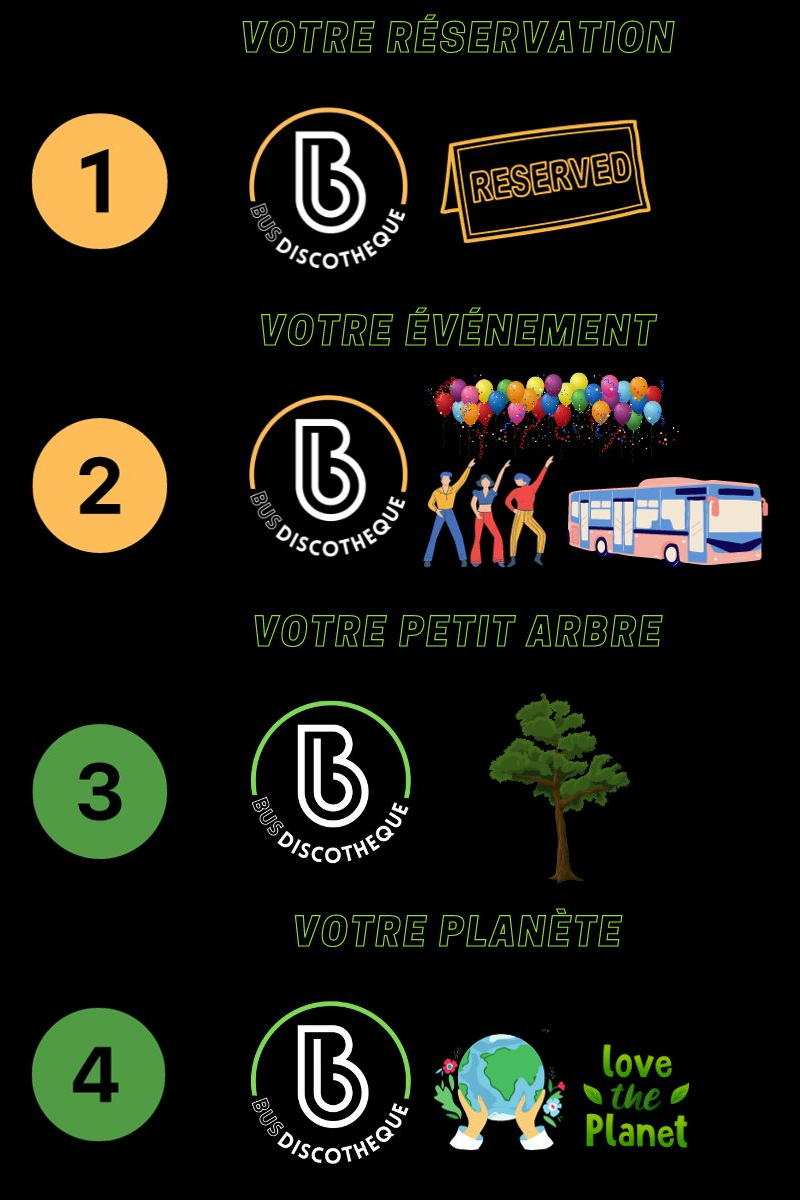 VOTRE RÉSERVATION
1
B
BUS DISCOTHEQUE
RESERVED
VOTRE ÉVÉNEMENT
2
B
BUS DISCOTHEQUE
VOTRE PETIT ARBRE
3
B
BUS DISCOTHEQUE
VOTRE PLANÈTE
4
B
BUS DISCOTHEQUE
love
the
Planet